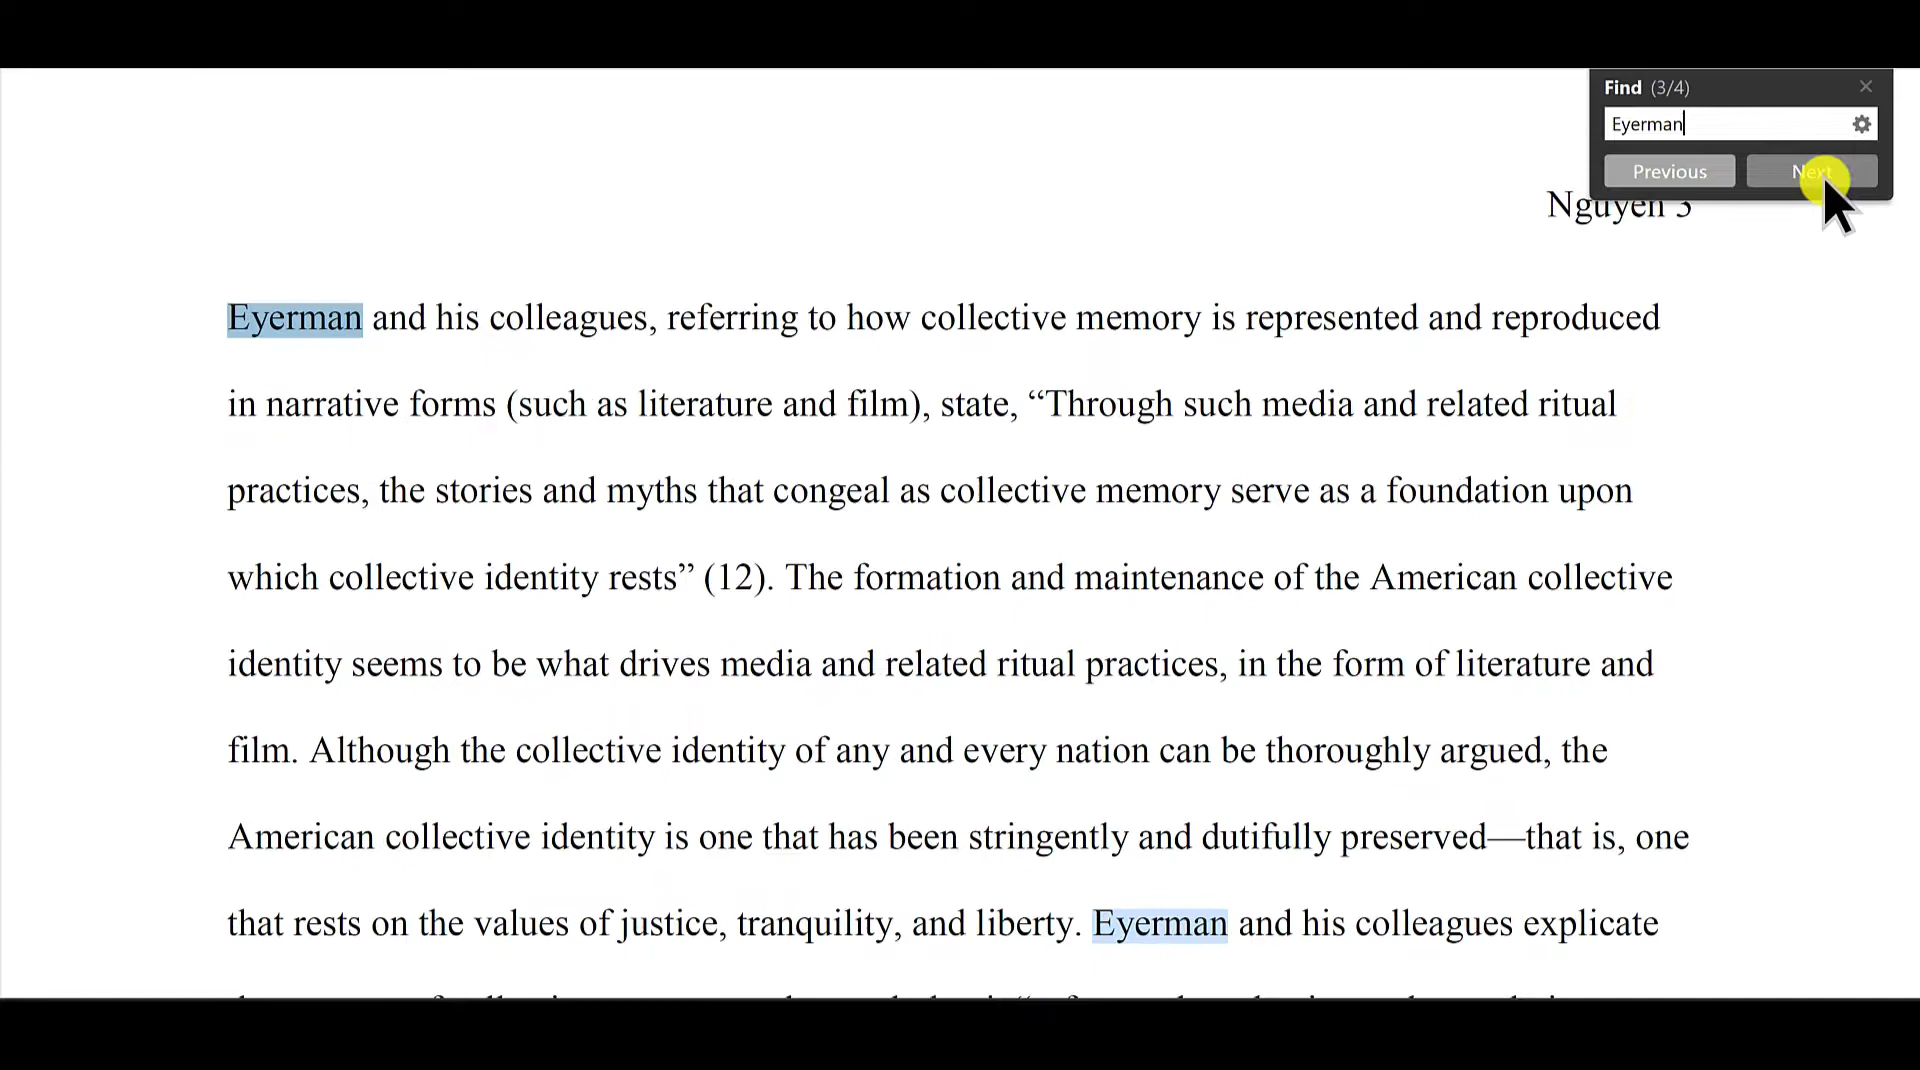 Find (3/4)
Eyerman
Previous
Next
Nguyen 3
Eyerman and his colleagues, referring to how collective memory is represented and reproduced
in narrative forms (such as literature and film), state, “Through such media and related ritual
practices, the stories and myths that congeal as collective memory serve as a foundation upon
which collective identity rests” (12). The formation and maintenance of the American collective
identity seems to be what drives media and related ritual practices, in the form of literature and
film. Although the collective identity of any and every nation can be thoroughly argued, the
American collective identity is one that has been stringently and dutifully preserved—that is, one
that rests on the values of justice, tranquility, and liberty. Eyerman and his colleagues explicate